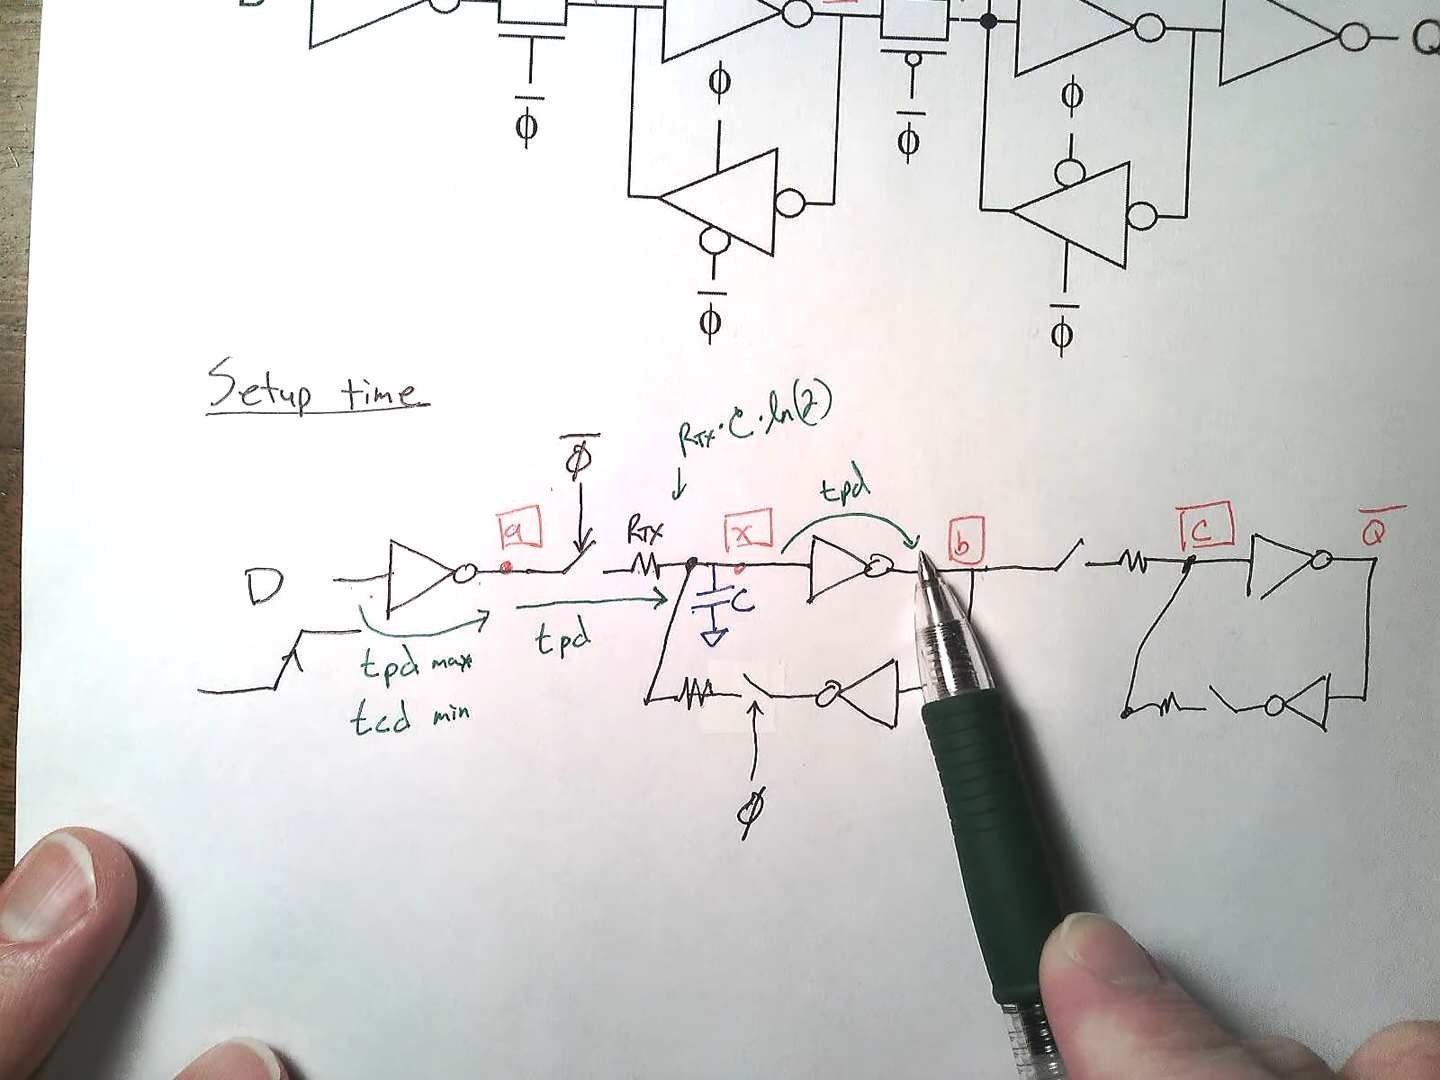 Q
ϕ
ϕ
ϕ̅
ϕ̅
ϕ̅
ϕ̅
Setup time
RTX · C · ln(2)
ϕ̅
tpd
a
RTX
x
b
C
Q̅
D
C
tpd max
tpd
tcd min
ϕ